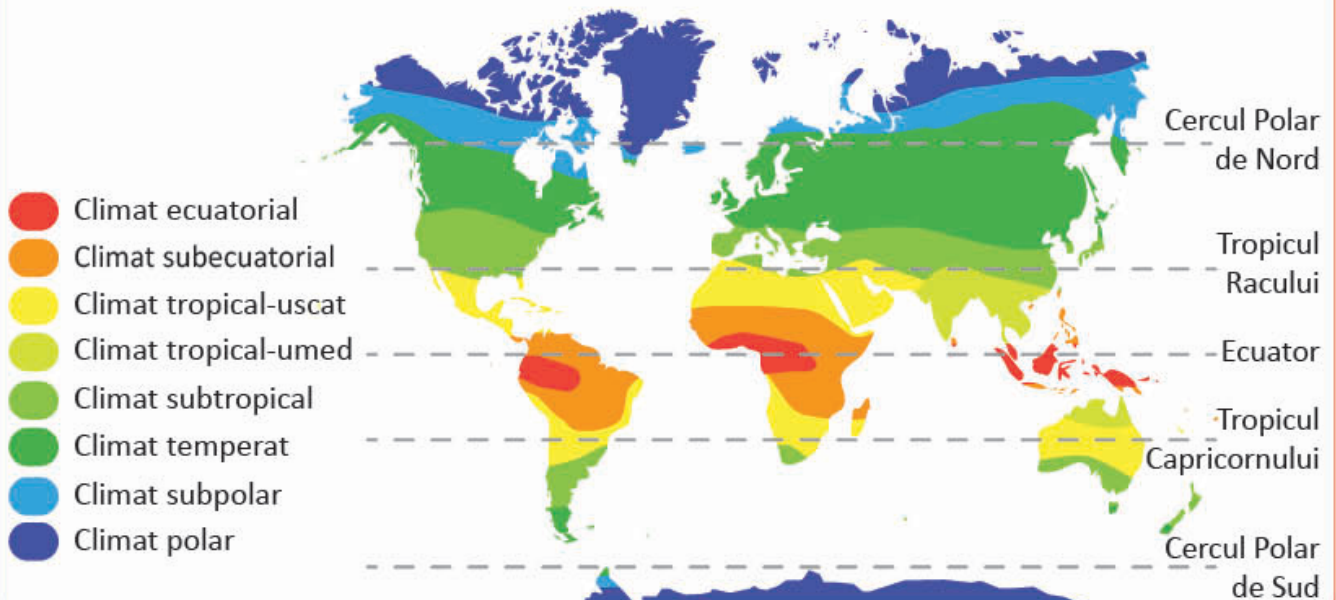 Climat ecuatorial
Climat subecuatorial
Climat tropical-uscat
Climat tropical-umed
Climat subtropical
Climat temperat
Climat subpolar
Climat polar
Cercul Polar
de Nord
Tropicul
Racului
Ecuator
Tropicul
Capricornului
Cercul Polar
de Sud